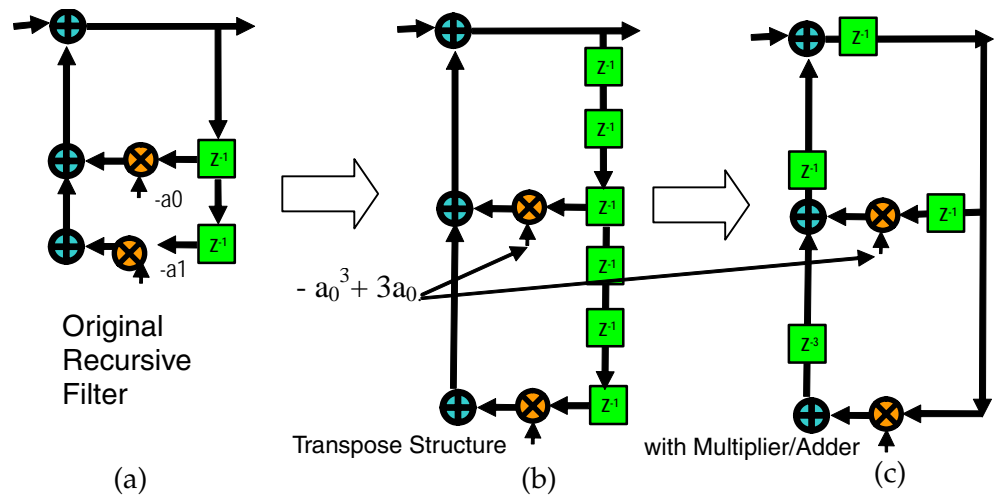 Z-1
Z-1
-a0
-a1
Original
Recursive
Filter
(a)
Z-1
Z-1
Z-1
Z-1
Z-1
Z-1
- a0^3 + 3a0.
Transpose Structure
(b)
Z-1
Z-1
Z-1
Z-3
with Multiplier/Adder
(c)